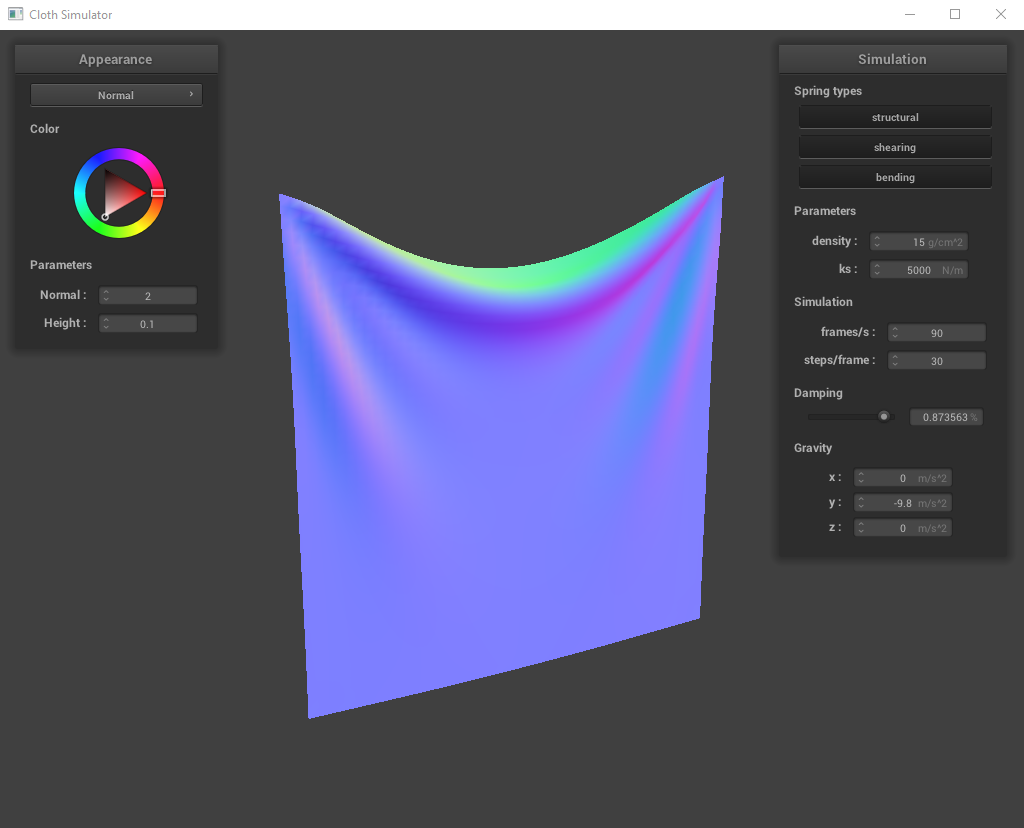 Cloth Simulator
Appearance
Normal
Color
Parameters
Normal : 2
Height : 0.1
Simulation
Spring types
structural
shearing
bending
Parameters
density : 15 g/cm^2
ks : 5000 N/m
Simulation
frames/s : 90
steps/frame : 30
Damping
0.873563 %
Gravity
x : 0 m/s^2
y : -9.8 m/s^2
z : 0 m/s^2